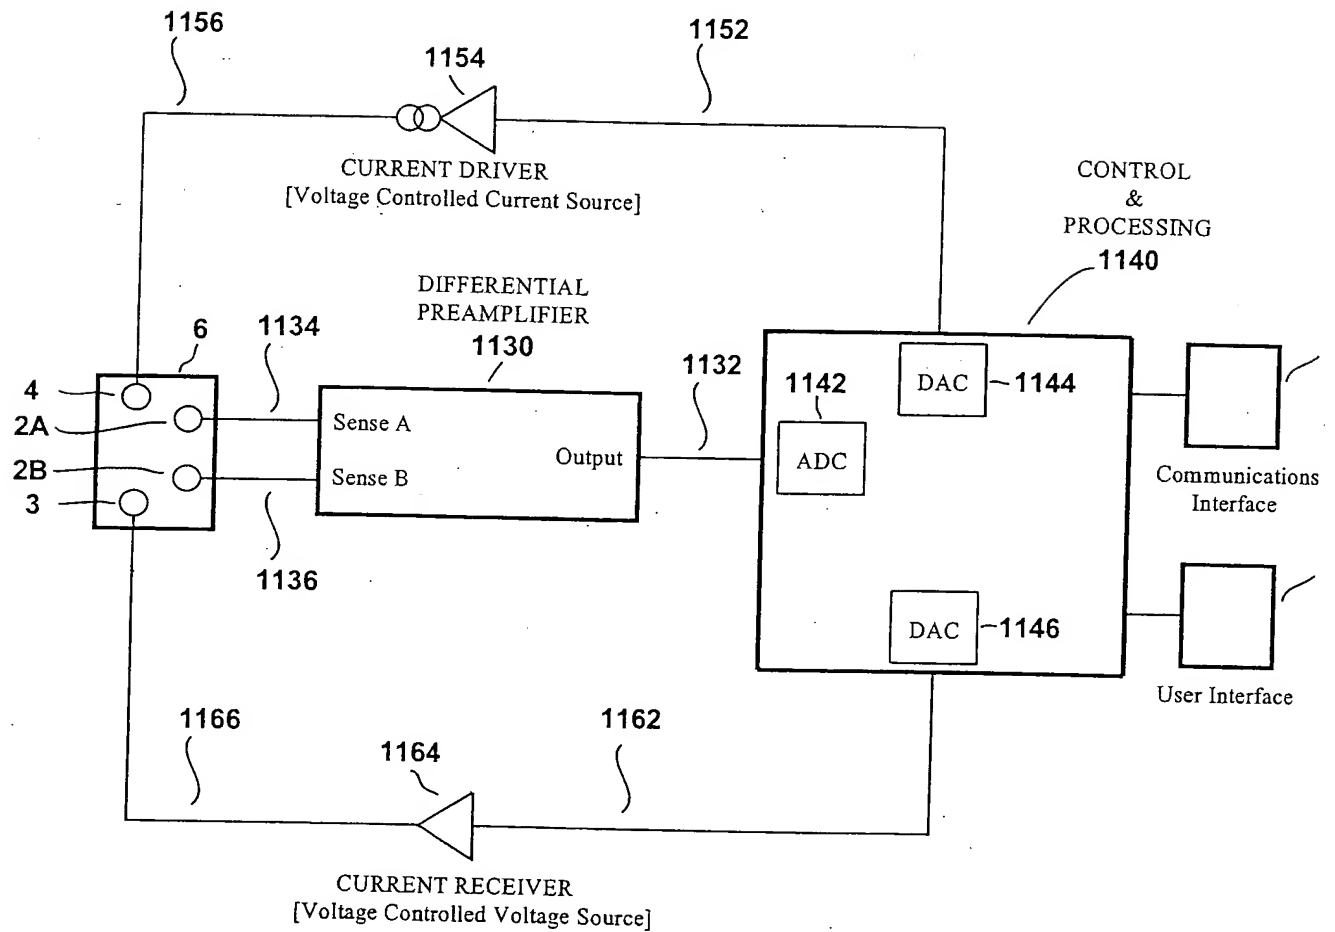 1156
1152
1154
CURRENT DRIVER
[Voltage Controlled Current Source]
CONTROL
&
PROCESSING
1140
DIFFERENTIAL
PREAMPLIFIER
1130
6
1134
1132
1142
DAC
1144
4
2A
Sense A
2B
Sense B
Output
ADC
3
1136
Communications
Interface
DAC
1146
User Interface
1166
1164
1162
CURRENT RECEIVER
[Voltage Controlled Voltage Source]